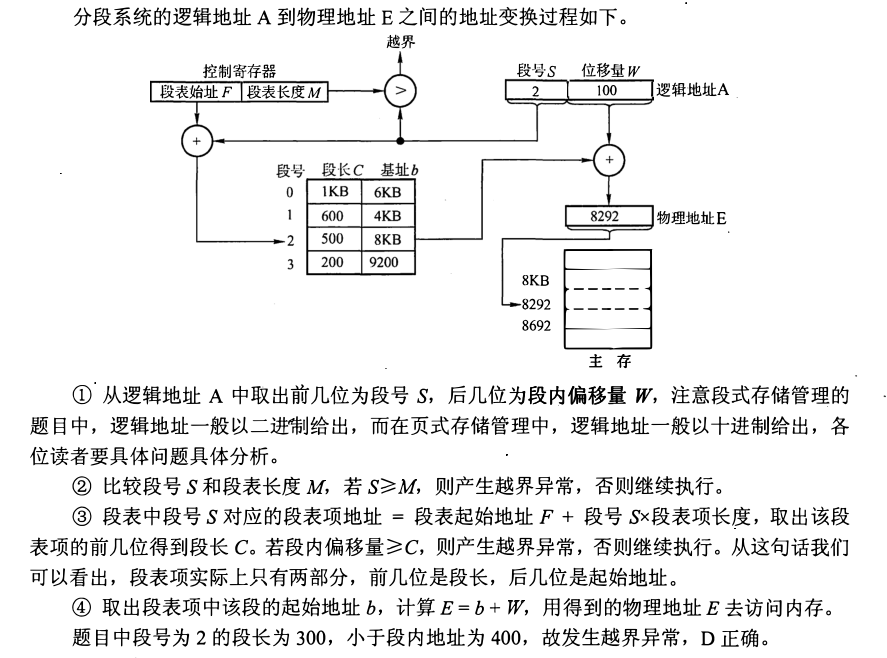 分段系统的逻辑地址 A 到物理地址 E 之间的地址变换过程如下。
越界
控制寄存器
段号S 位移量W
段表始址 F 段表长度 M
>
2 100 逻辑地址A
+
+
段号 段长C 基址b
0 1KB 6KB
1 600 4KB
2 500 8KB
3 200 9200
8292 物理地址E
8KB
8292
8692
主 存
① 从逻辑地址 A 中取出前几位为段号 S，后几位为段内偏移量 W，注意段式存储管理的
题目中，逻辑地址一般以二进制给出，而在页式存储管理中，逻辑地址一般以十进制给出，各
位读者要具体问题具体分析。
② 比较段号 S 和段表长度 M，若 S≥M，则产生越界异常，否则继续执行。
③ 段表中段号 S 对应的段表项地址 = 段表起始地址 F + 段号 S×段表项长度，取出该段
表项的前几位得到段长 C。若段内偏移量≥C，则产生越界异常，否则继续执行。从这句话我们
可以看出，段表项实际上只有两部分，前几位是段长，后几位是起始地址。
④ 取出段表项中该段的起始地址 b，计算 E = b + W，用得到的物理地址 E 去访问内存。
题目中段号为 2 的段长为 300，小于段内地址为 400，故发生越界异常，D 正确。